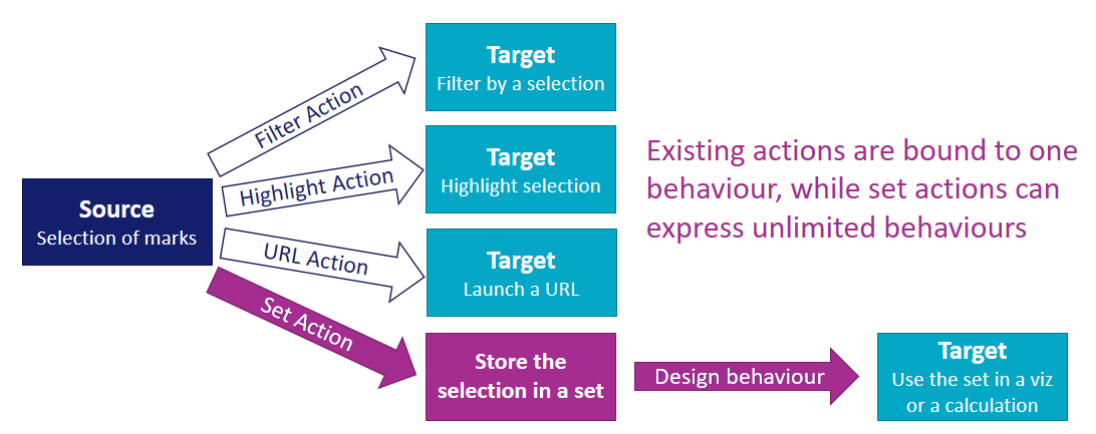 Source
Selection of marks
Filter Action
Target
Filter by a selection
Highlight Action
Target
Highlight selection
URL Action
Target
Launch a URL
Set Action
Store the
selection in a set
Design behaviour
Target
Use the set in a viz
or a calculation
Existing actions are bound to one
behaviour, while set actions can
express unlimited behaviours